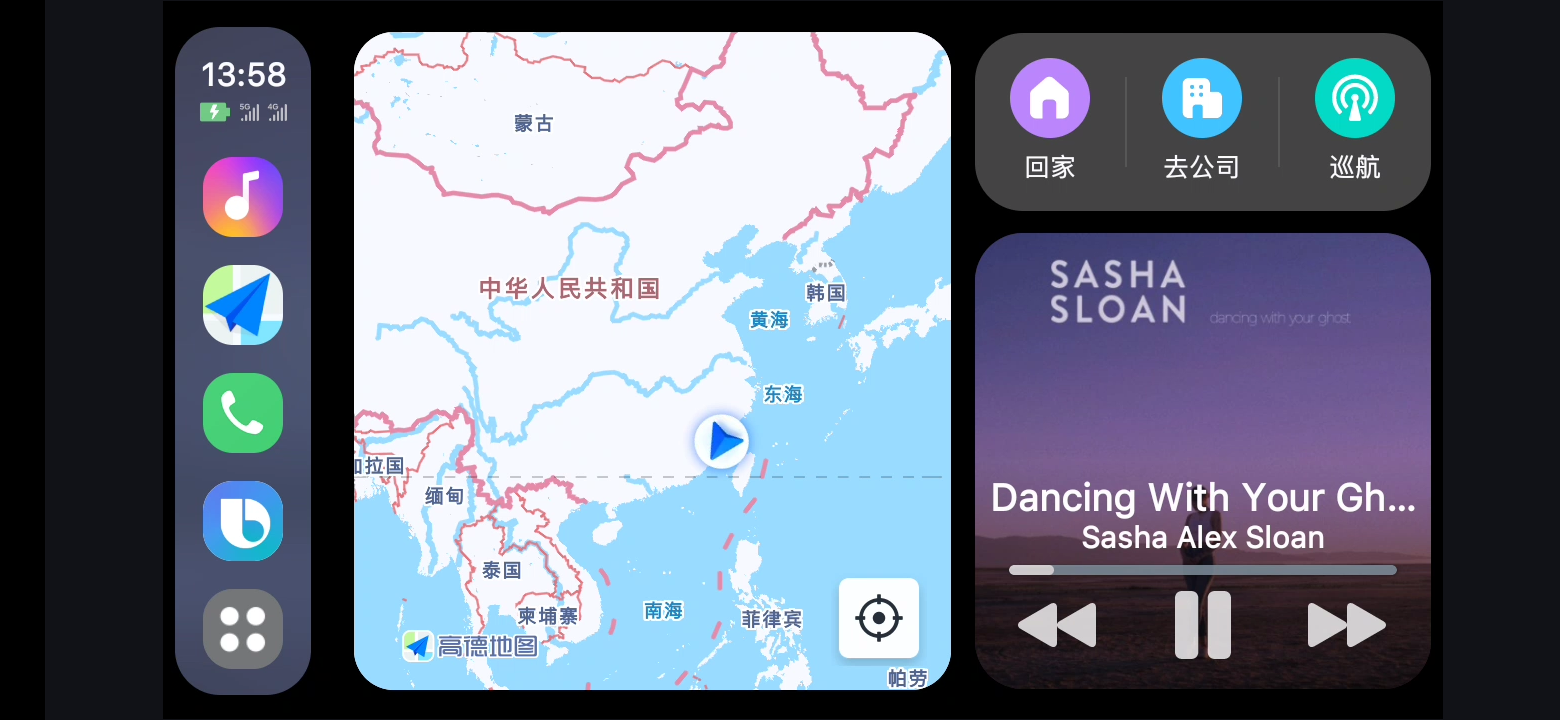 13:58
5G 4G
蒙古
中华人民共和国
韩国
黄海
东海
加拉国
缅甸
泰国
柬埔寨
南海
菲律宾
高德地图
帕劳
回家
去公司
巡航
SASHA
SLOAN
dancing with your ghost
Dancing With Your Gh...
Sasha Alex Sloan